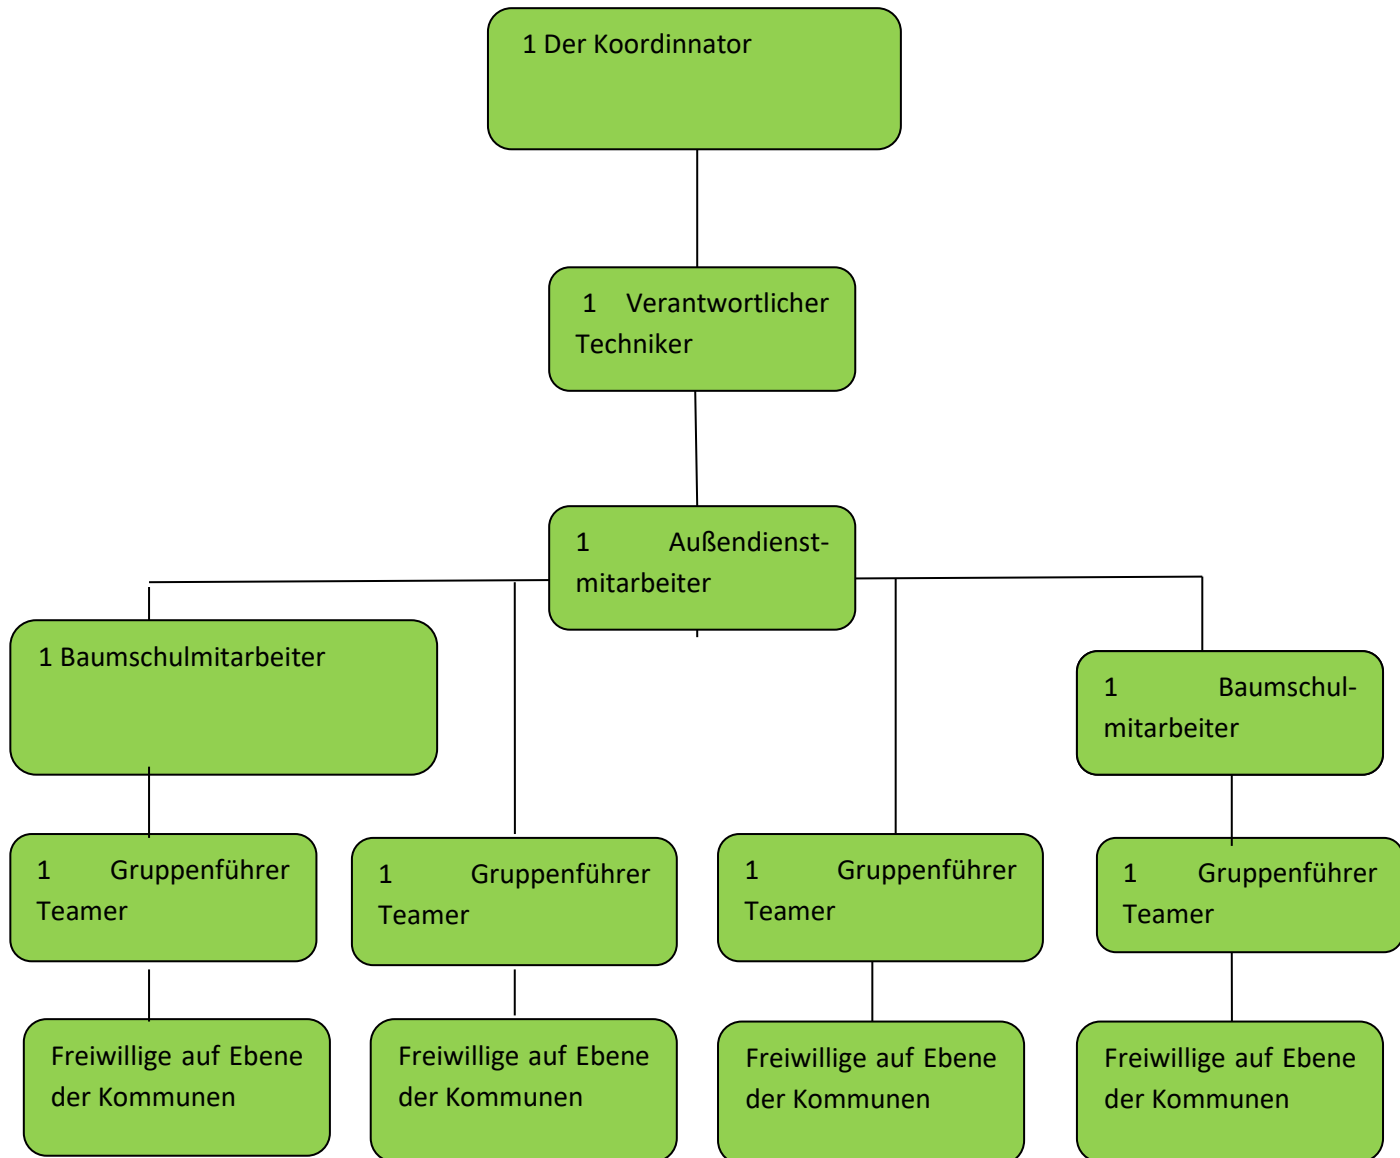 1 Der Koordinnator
1 Verantwortlicher
Techniker
1 Außendienst-
mitarbeiter
1 Baumschulmitarbeiter
1 Baumschul-
mitarbeiter
1 Gruppenführer
Teamer
1 Gruppenführer
Teamer
1 Gruppenführer
Teamer
1 Gruppenführer
Teamer
Freiwillige auf Ebene
der Kommunen
Freiwillige auf Ebene
der Kommunen
Freiwillige auf Ebene
der Kommunen
Freiwillige auf Ebene
der Kommunen